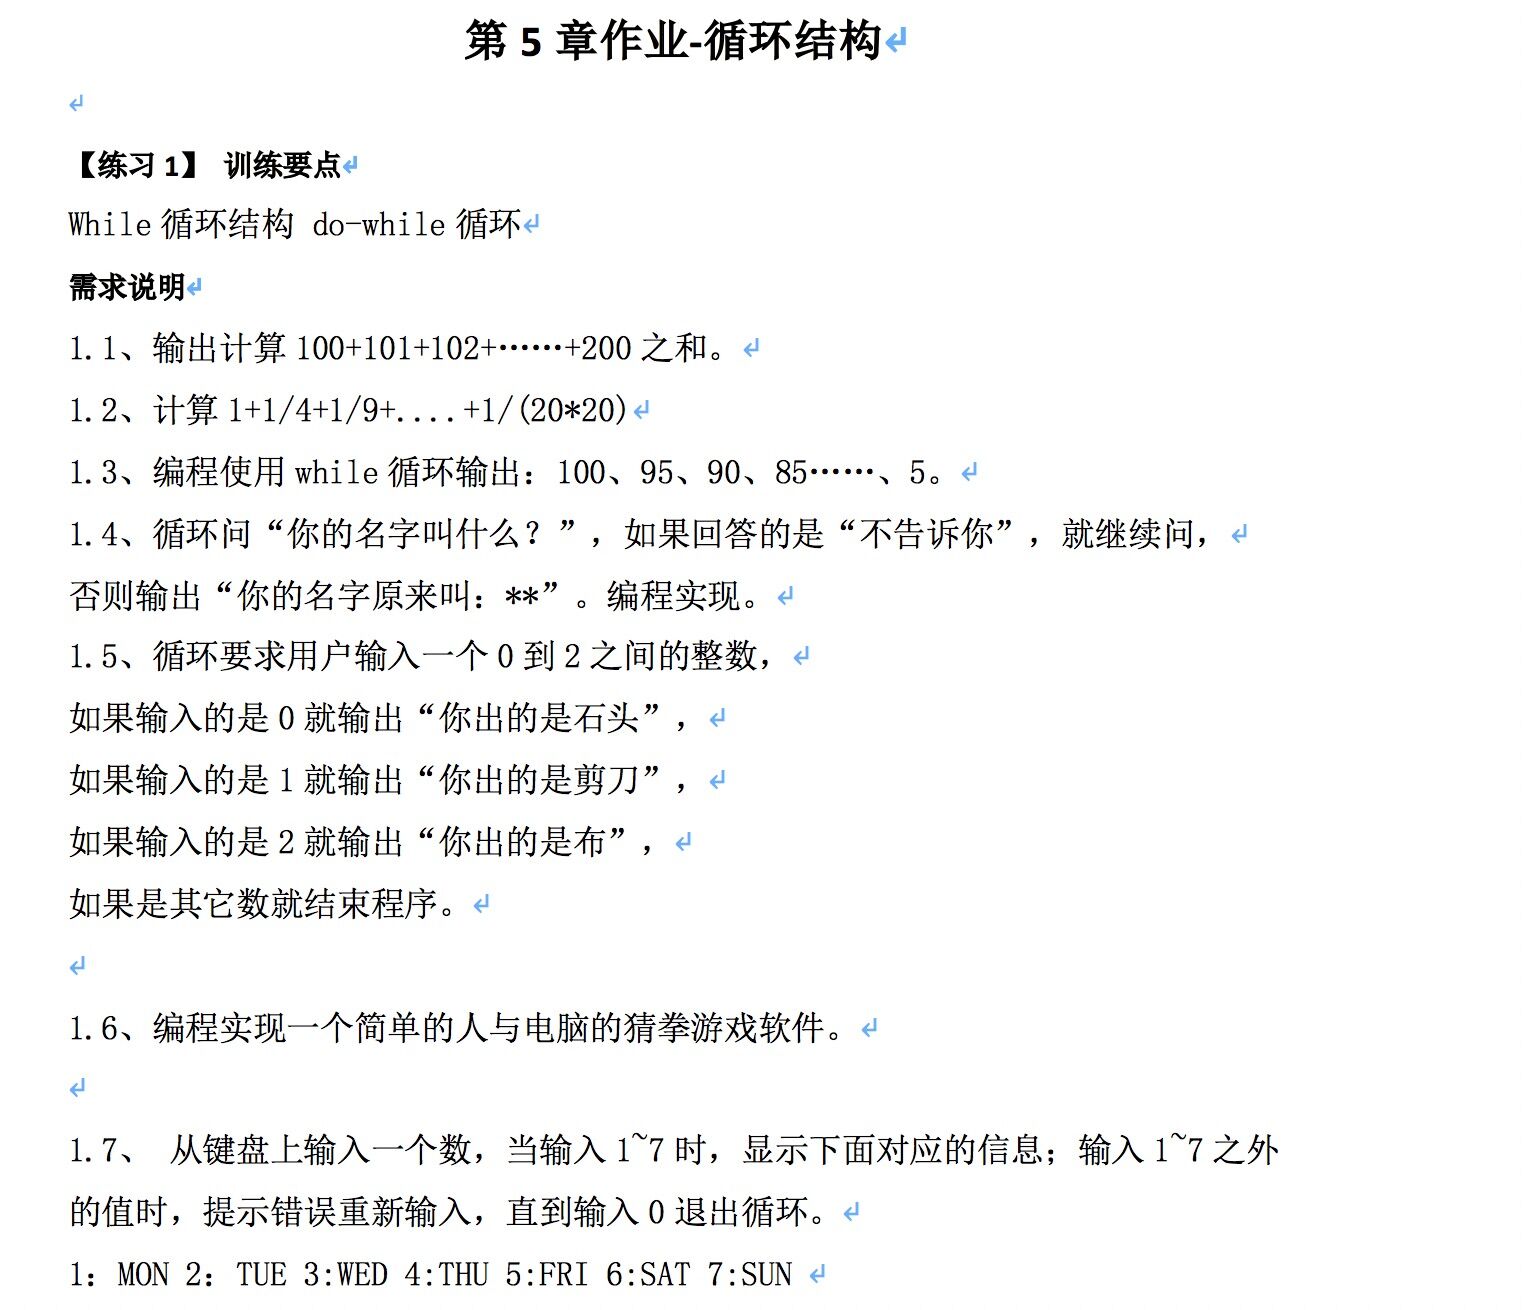 第 5 章作业-循环结构
【练习 1】 训练要点
While 循环结构 do-while 循环
需求说明
1.1、输出计算 100+101+102+……+200 之和。
1.2、计算 1+1/4+1/9+....+1/(20*20)
1.3、编程使用 while 循环输出：100、95、90、85……、5。
1.4、循环问“你的名字叫什么？”，如果回答的是“不告诉你”，就继续问，
否则输出“你的名字原来叫：**”。编程实现。
1.5、循环要求用户输入一个 0 到 2 之间的整数，
如果输入的是 0 就输出“你出的是石头”，
如果输入的是 1 就输出“你出的是剪刀”，
如果输入的是 2 就输出“你出的是布”，
如果是其它数就结束程序。
1.6、编程实现一个简单的人与电脑的猜拳游戏软件。
1.7、 从键盘上输入一个数，当输入 1~7 时，显示下面对应的信息；输入 1~7 之外
的值时，提示错误重新输入，直到输入 0 退出循环。
1：MON 2：TUE 3:WED 4:THU 5:FRI 6:SAT 7:SUN